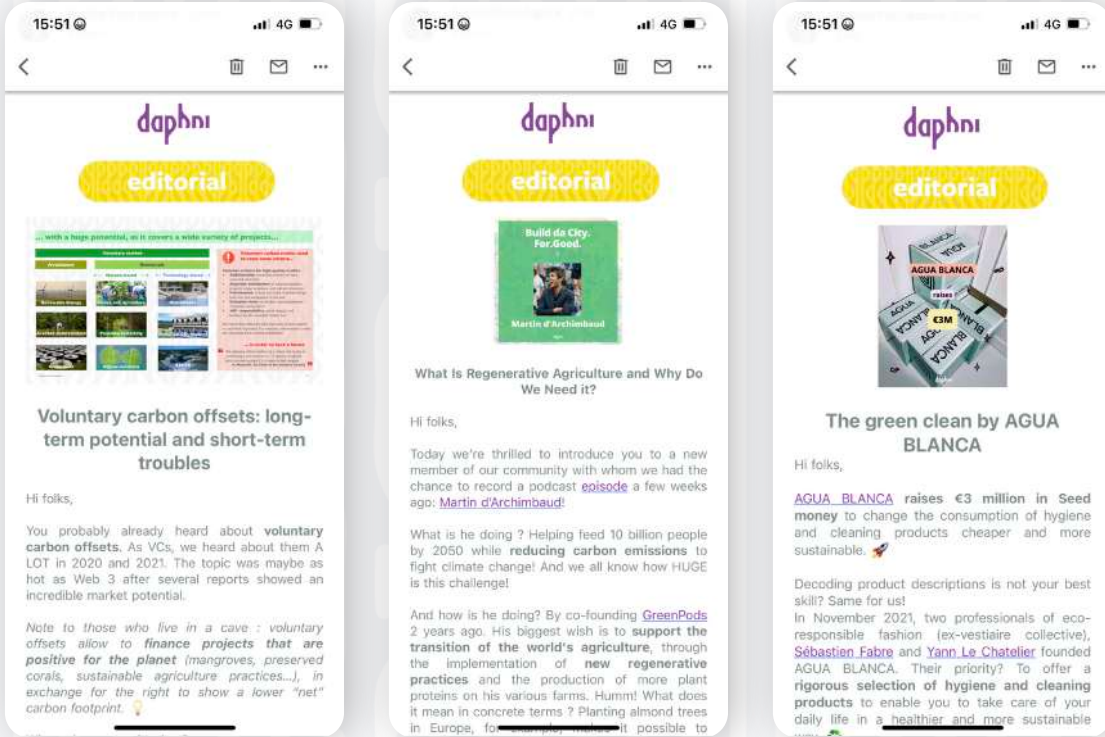 15:51
4G
daphni
editorial
... with a huge potential, as it covers a wide variety of projects...
Voluntary carbon offsets: long-
term potential and short-term
troubles
Hi folks,
You probably already heard about voluntary
carbon offsets. As VCs, we heard about them A
LOT in 2020 and 2021. The topic was maybe as
hot as Web 3 after several reports showed an
incredible market potential.
Note to those who live in a cave : voluntary
offsets allow to finance projects that are
positive for the planet (mangroves, preserved
corals, sustainable agriculture practices...), in
exchange for the right to show a lower "net"
carbon footprint.
15:51
4G
daphni
editorial
Build da City.
For.Good.
Martin d'Archimbaud
What Is Regenerative Agriculture and Why Do
We Need it?
Hi folks,
Today we're thrilled to introduce you to a new
member of our community with whom we had the
chance to record a podcast episode a few weeks
ago: Martin d'Archimbaud!
What is he doing ? Helping feed 10 billion people
by 2050 while reducing carbon emissions to
fight climate change! And we all know how HUGE
is this challenge!
And how is he doing? By co-founding GreenPods
2 years ago. His biggest wish is to support the
transition of the world's agriculture, through
the implementation of new regenerative
practices and the production of more plant
proteins on his various farms. Humm! What does
it mean in concrete terms ? Planting almond trees
in Europe, for example, makes it possible to
15:51
4G
daphni
editorial
BLANCA
AGUA BLANCA
raises
€3M
The green clean by AGUA
BLANCA
Hi folks,
AGUA BLANCA raises €3 million in Seed
money to change the consumption of hygiene
and cleaning products cheaper and more
sustainable.
Decoding product descriptions is not your best
skill? Same for us!
In November 2021, two professionals of eco-
responsible fashion (ex-vestiaire collective),
Sébastien Fabre and Yann Le Chatelier founded
AGUA BLANCA. Their priority? To offer a
rigorous selection of hygiene and cleaning
products to enable you to take care of your
daily life in a healthier and more sustainable